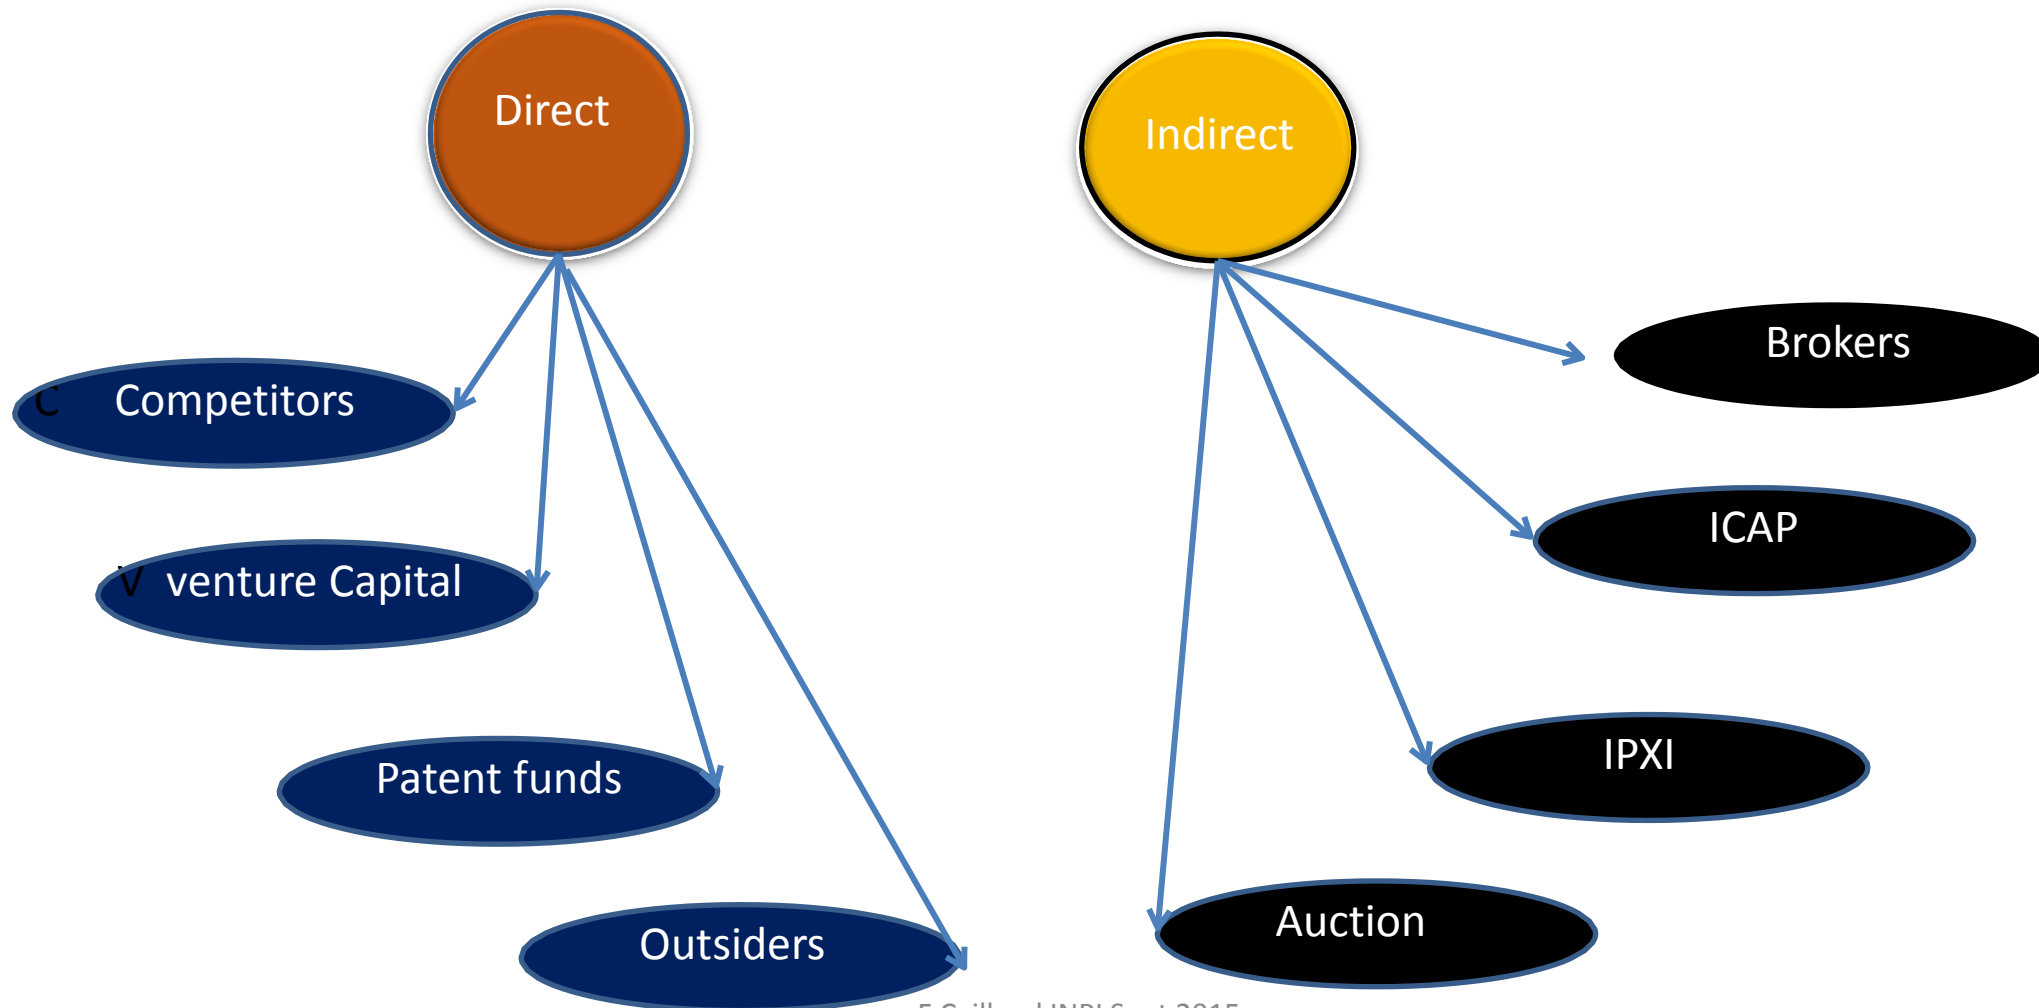 Direct
Indirect
Brokers
C Competitors
ICAP
V venture Capital
IPXI
Patent funds
Auction
Outsiders